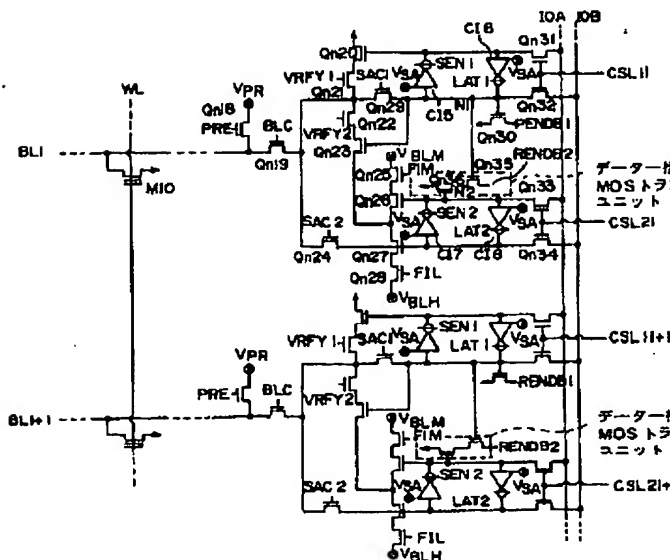 IOA IOB
CI6
Qn31
Qn20
SEN1
VRFY1
SAC1
VSA
LAT1
VSA
CSL1i
Qn21
VPR
Qn18
Qn29
CI5
N1
Qn32
WL
Qn22
PRE
BLC
VRFY2
Qn30
PENDB1
Qn23
Qn35
BLi
Qn19
VBLM
RENDB2
Qn25
FIM
データー
MOS トラ
ユニット
M10
N2
Qn33
Qn26
SAC2
VSA
SEN2
LAT2
VSA
CSL2i
Qn24
Qn27
CI7
CI8
Qn34
Qn28
FIL
VBLH
SEN1
VRFY1
SAC1
VSA
LAT1
VSA
CSL1i+1
VPR
PRE
BLC
VRFY2
RENDB1
BLi+1
VBLM
FIM
RENDB2
データー
MOS トラ
ユニット
SAC2
SEN2
VSA
LAT2
VSA
CSL2i+
FIL
VBLH